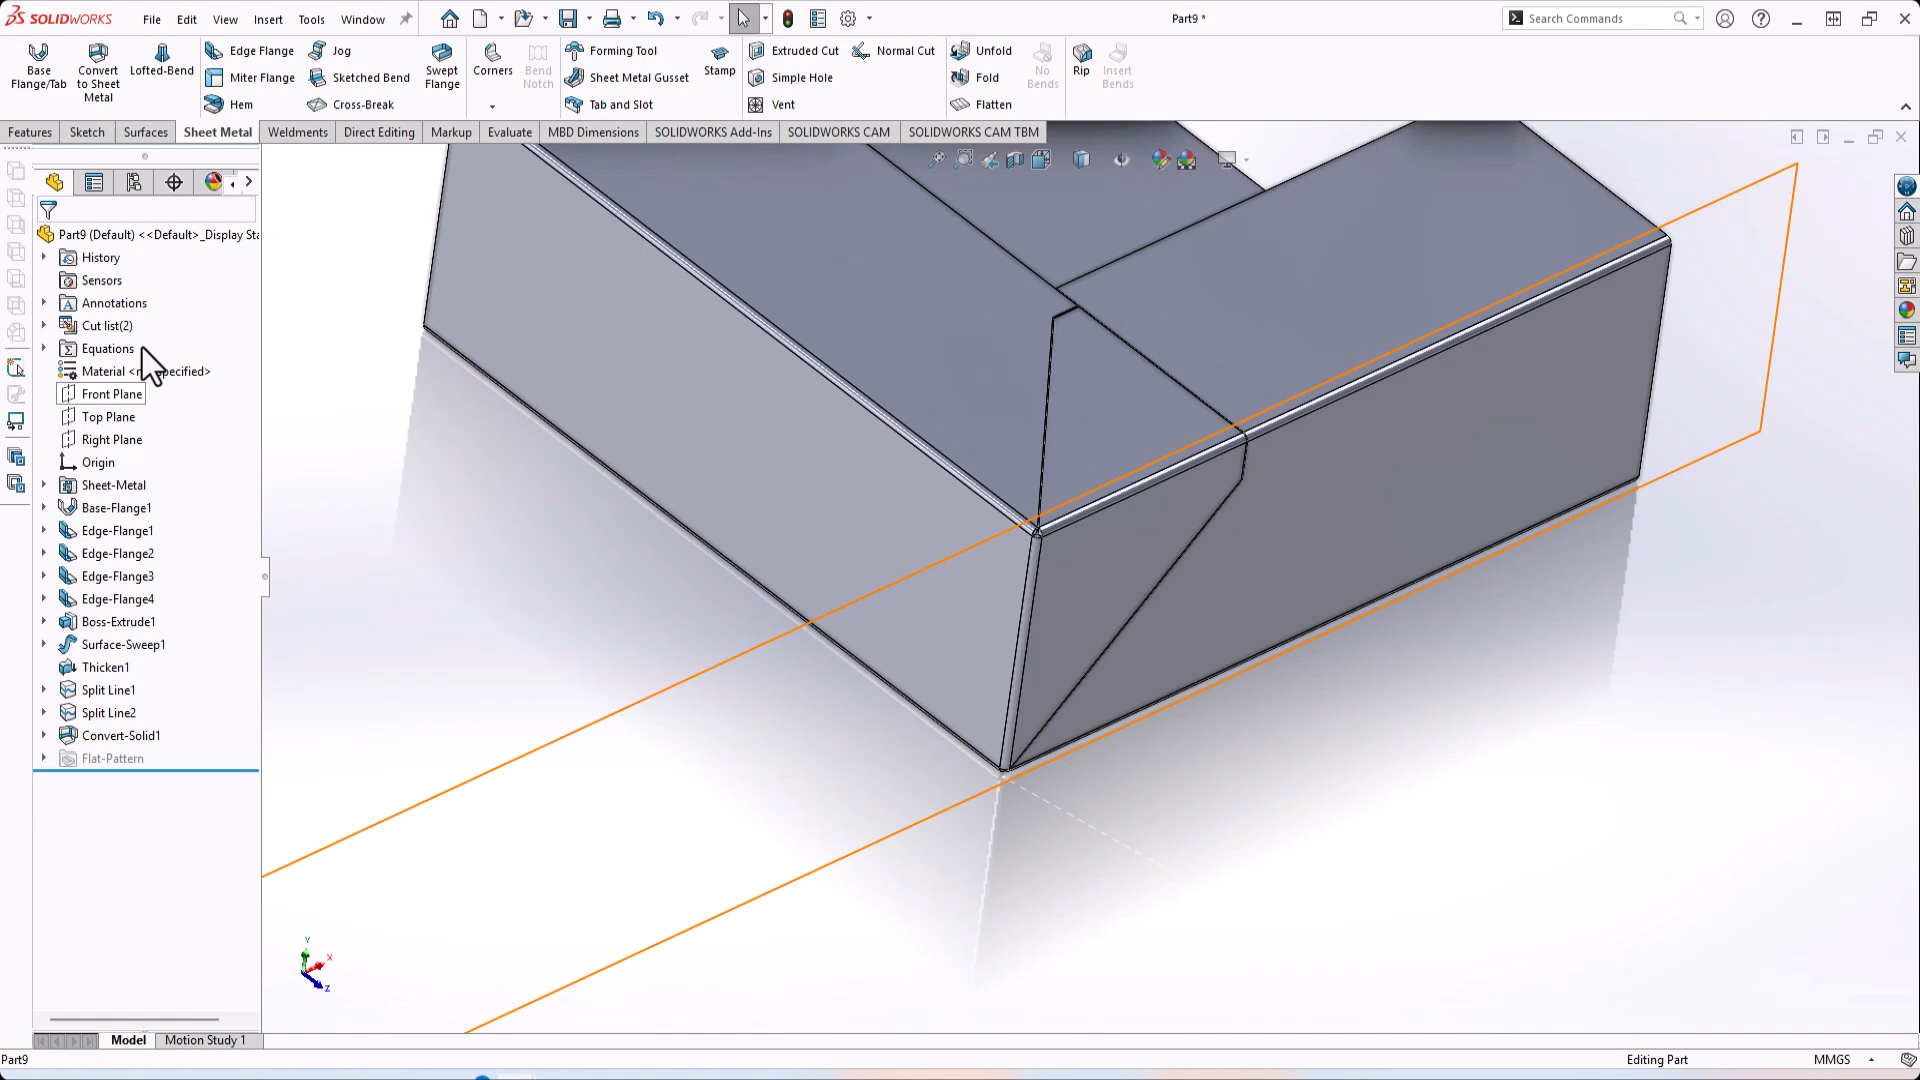 SOLIDWORKS File Edit View Insert Tools Window Part9 * Search Commands
Base Flange/Tab
Convert to Sheet Metal
Lofted-Bend
Edge Flange
Miter Flange
Hem
Jog
Sketched Bend
Cross-Break
Swept Flange
Corners
Bend Notch
Forming Tool
Sheet Metal Gusset
Tab and Slot
Stamp
Extruded Cut
Simple Hole
Vent
Normal Cut
Unfold
Fold
Flatten
No Bends
Rip
Insert Bends
Features Sketch Surfaces Sheet Metal Weldments Direct Editing Markup Evaluate MBD Dimensions SOLIDWORKS Add-Ins SOLIDWORKS CAM SOLIDWORKS CAM TBM
Part9 (Default) <<Default>_Display Sta
History
Sensors
Annotations
Cut list(2)
Equations
Material <n pecified>
Front Plane
Top Plane
Right Plane
Origin
Sheet-Metal
Base-Flange1
Edge-Flange1
Edge-Flange2
Edge-Flange3
Edge-Flange4
Boss-Extrude1
Surface-Sweep1
Thicken1
Split Line1
Split Line2
Convert-Solid1
Flat-Pattern
Y
X
Z
Model Motion Study 1
Part9 Editing Part MMGS